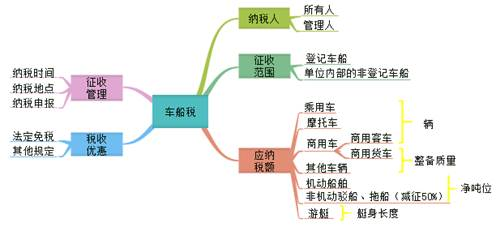 车船税
纳税人
所有人
管理人
征收
范围
登记车船
单位内部的非登记车船
应纳
税额
乘用车
摩托车
商用车
商用客车
商用货车
其他车辆
机动船舶
非机动驳船、拖船（减征50%）
游艇
辆
整备质量
净吨位
艇身长度
征收
管理
纳税时间
纳税地点
纳税申报
税收
优惠
法定免税
其他规定